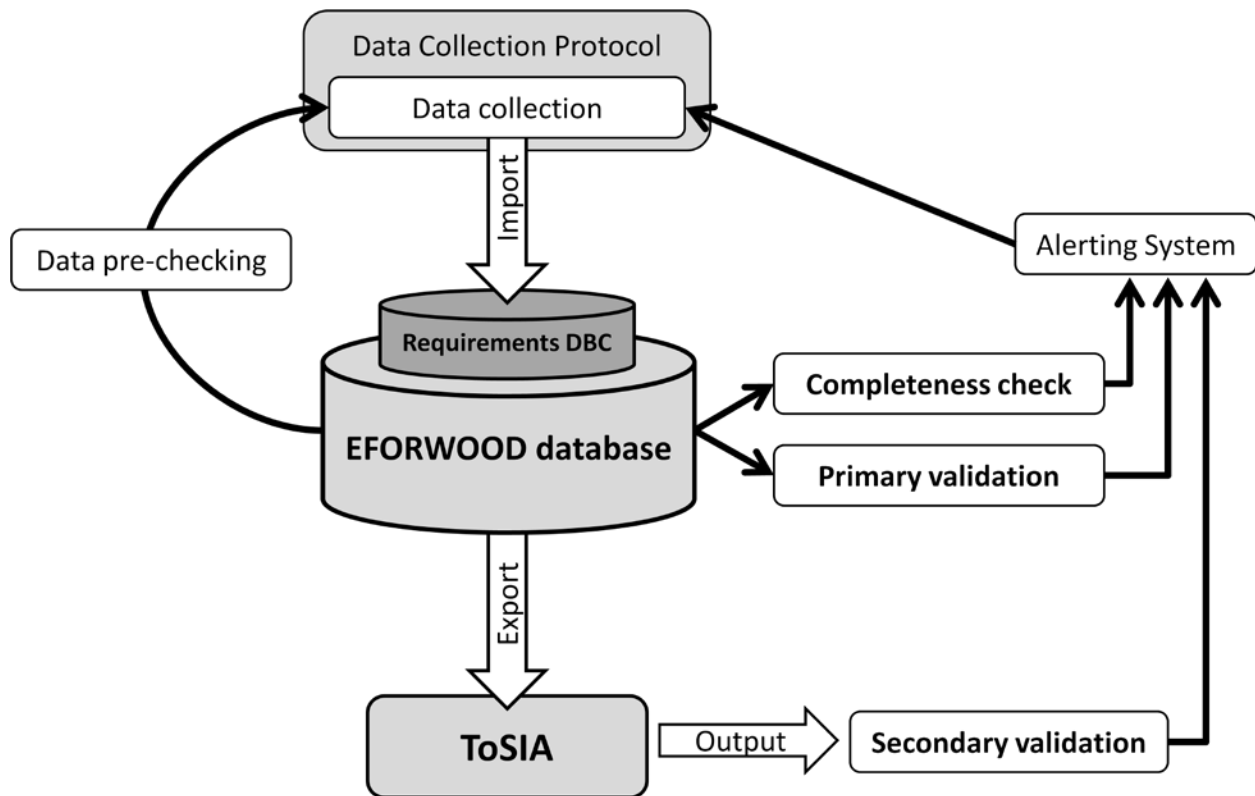 Data Collection Protocol
Data collection
Import
Data pre-checking
Alerting System
Requirements DBC
Completeness check
EFORWOOD database
Primary validation
Export
ToSIA
Output
Secondary validation